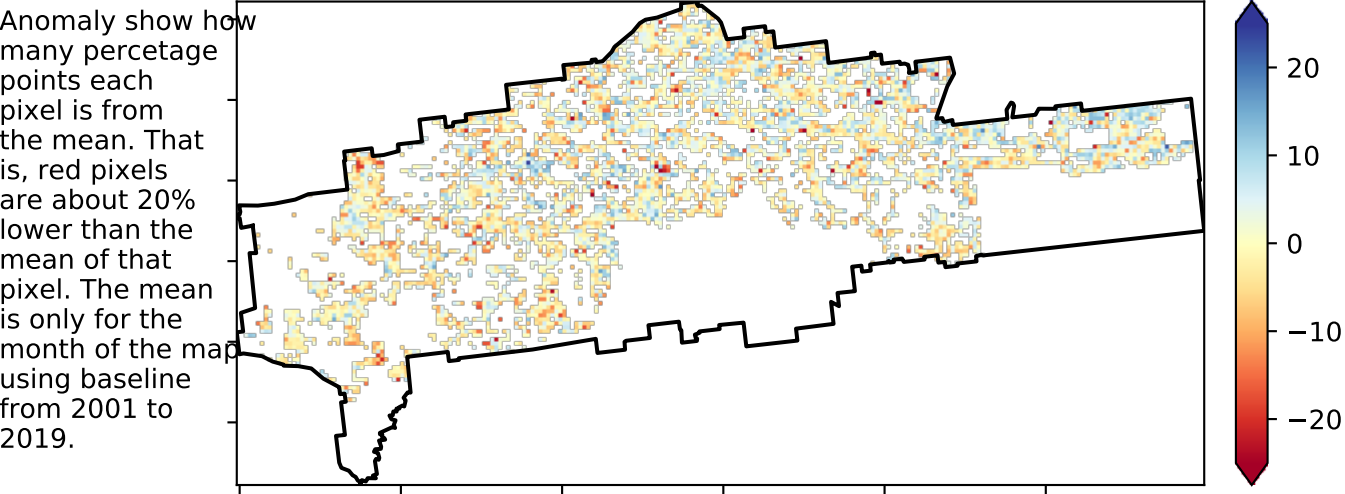 Anomaly show how
many percetage
points each
pixel is from
the mean. That
is, red pixels
are about 20%
lower than the
mean of that
pixel. The mean
is only for the
month of the map
using baseline
from 2001 to
2019.
20
10
0
−10
−20